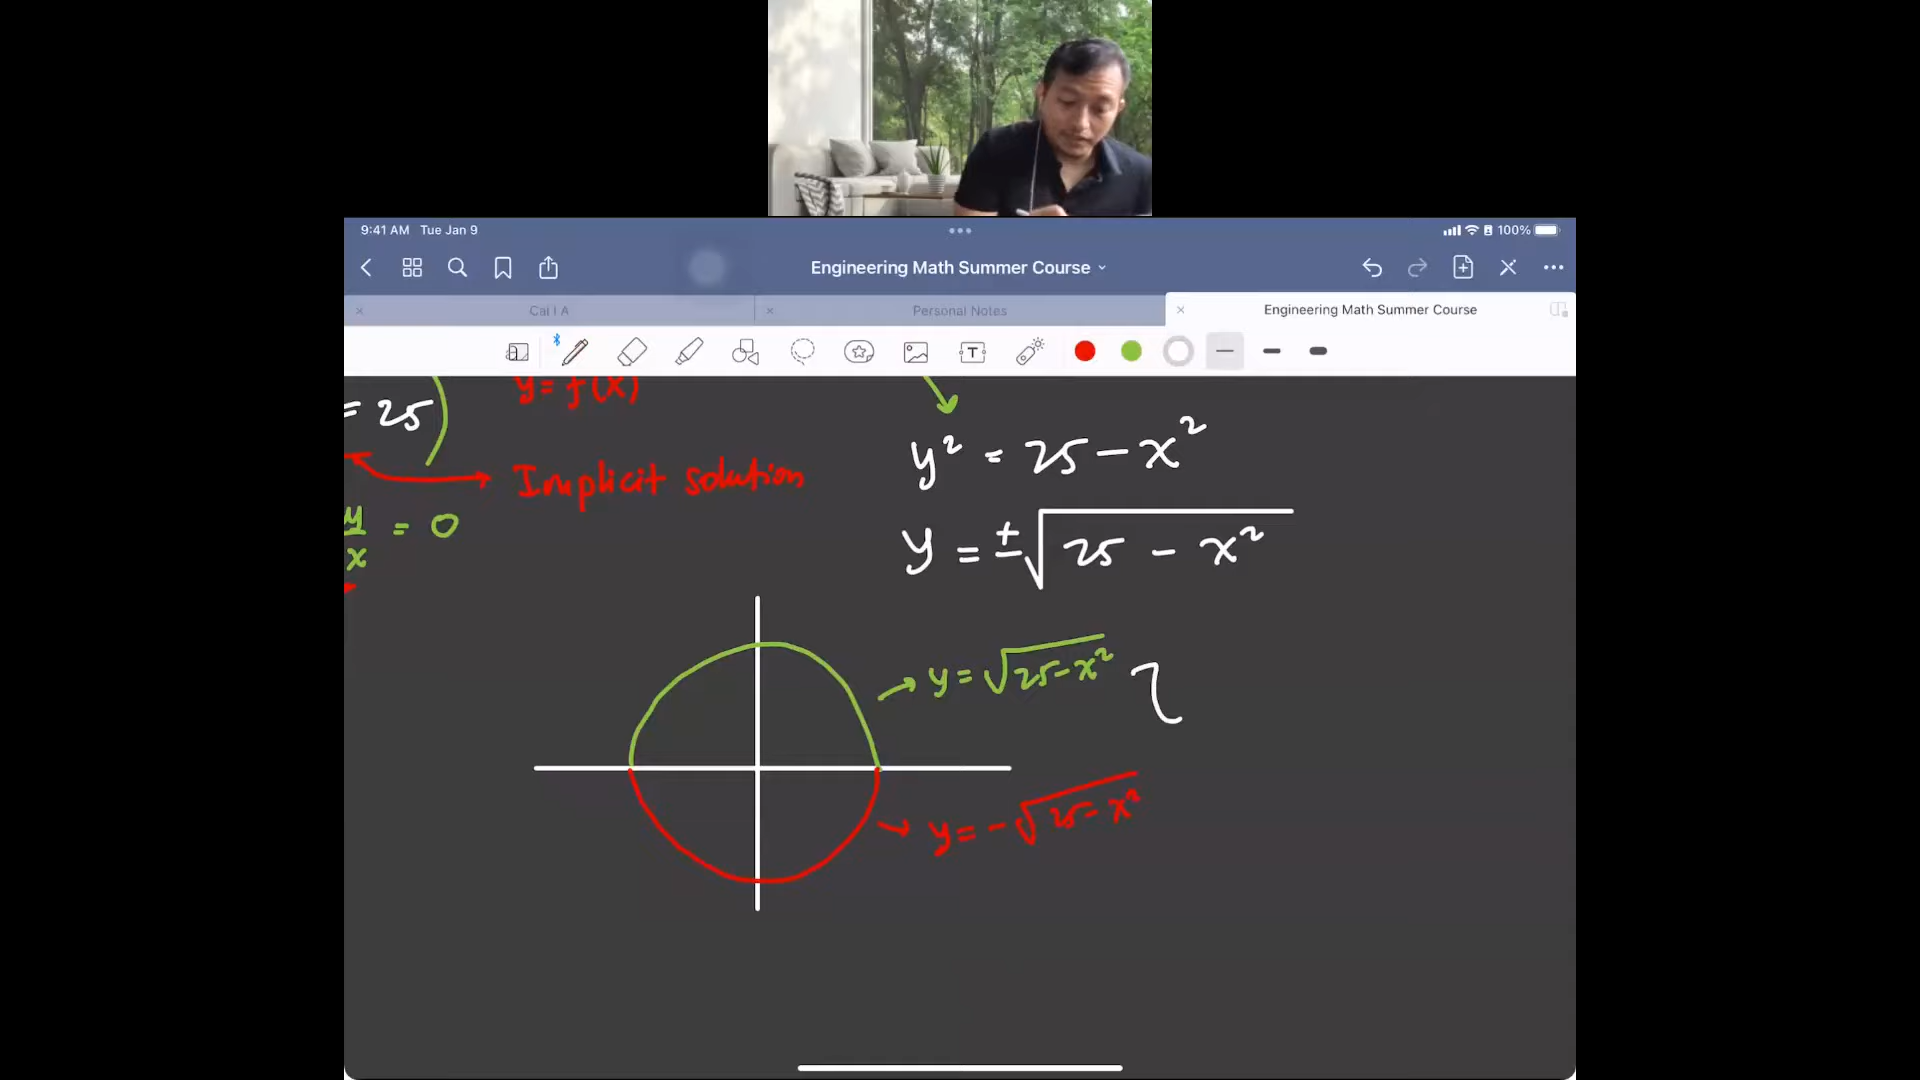 9:41 AM Tue Jan 9
100%
Engineering Math Summer Course
Cal I A
Personal Notes
Engineering Math Summer Course
y = f(x)
= 25
Implicit solution
y/x = 0
y² = 25 - x²
y = ±√25 - x²
→ y = √25-x²
→ y = -√25-x²